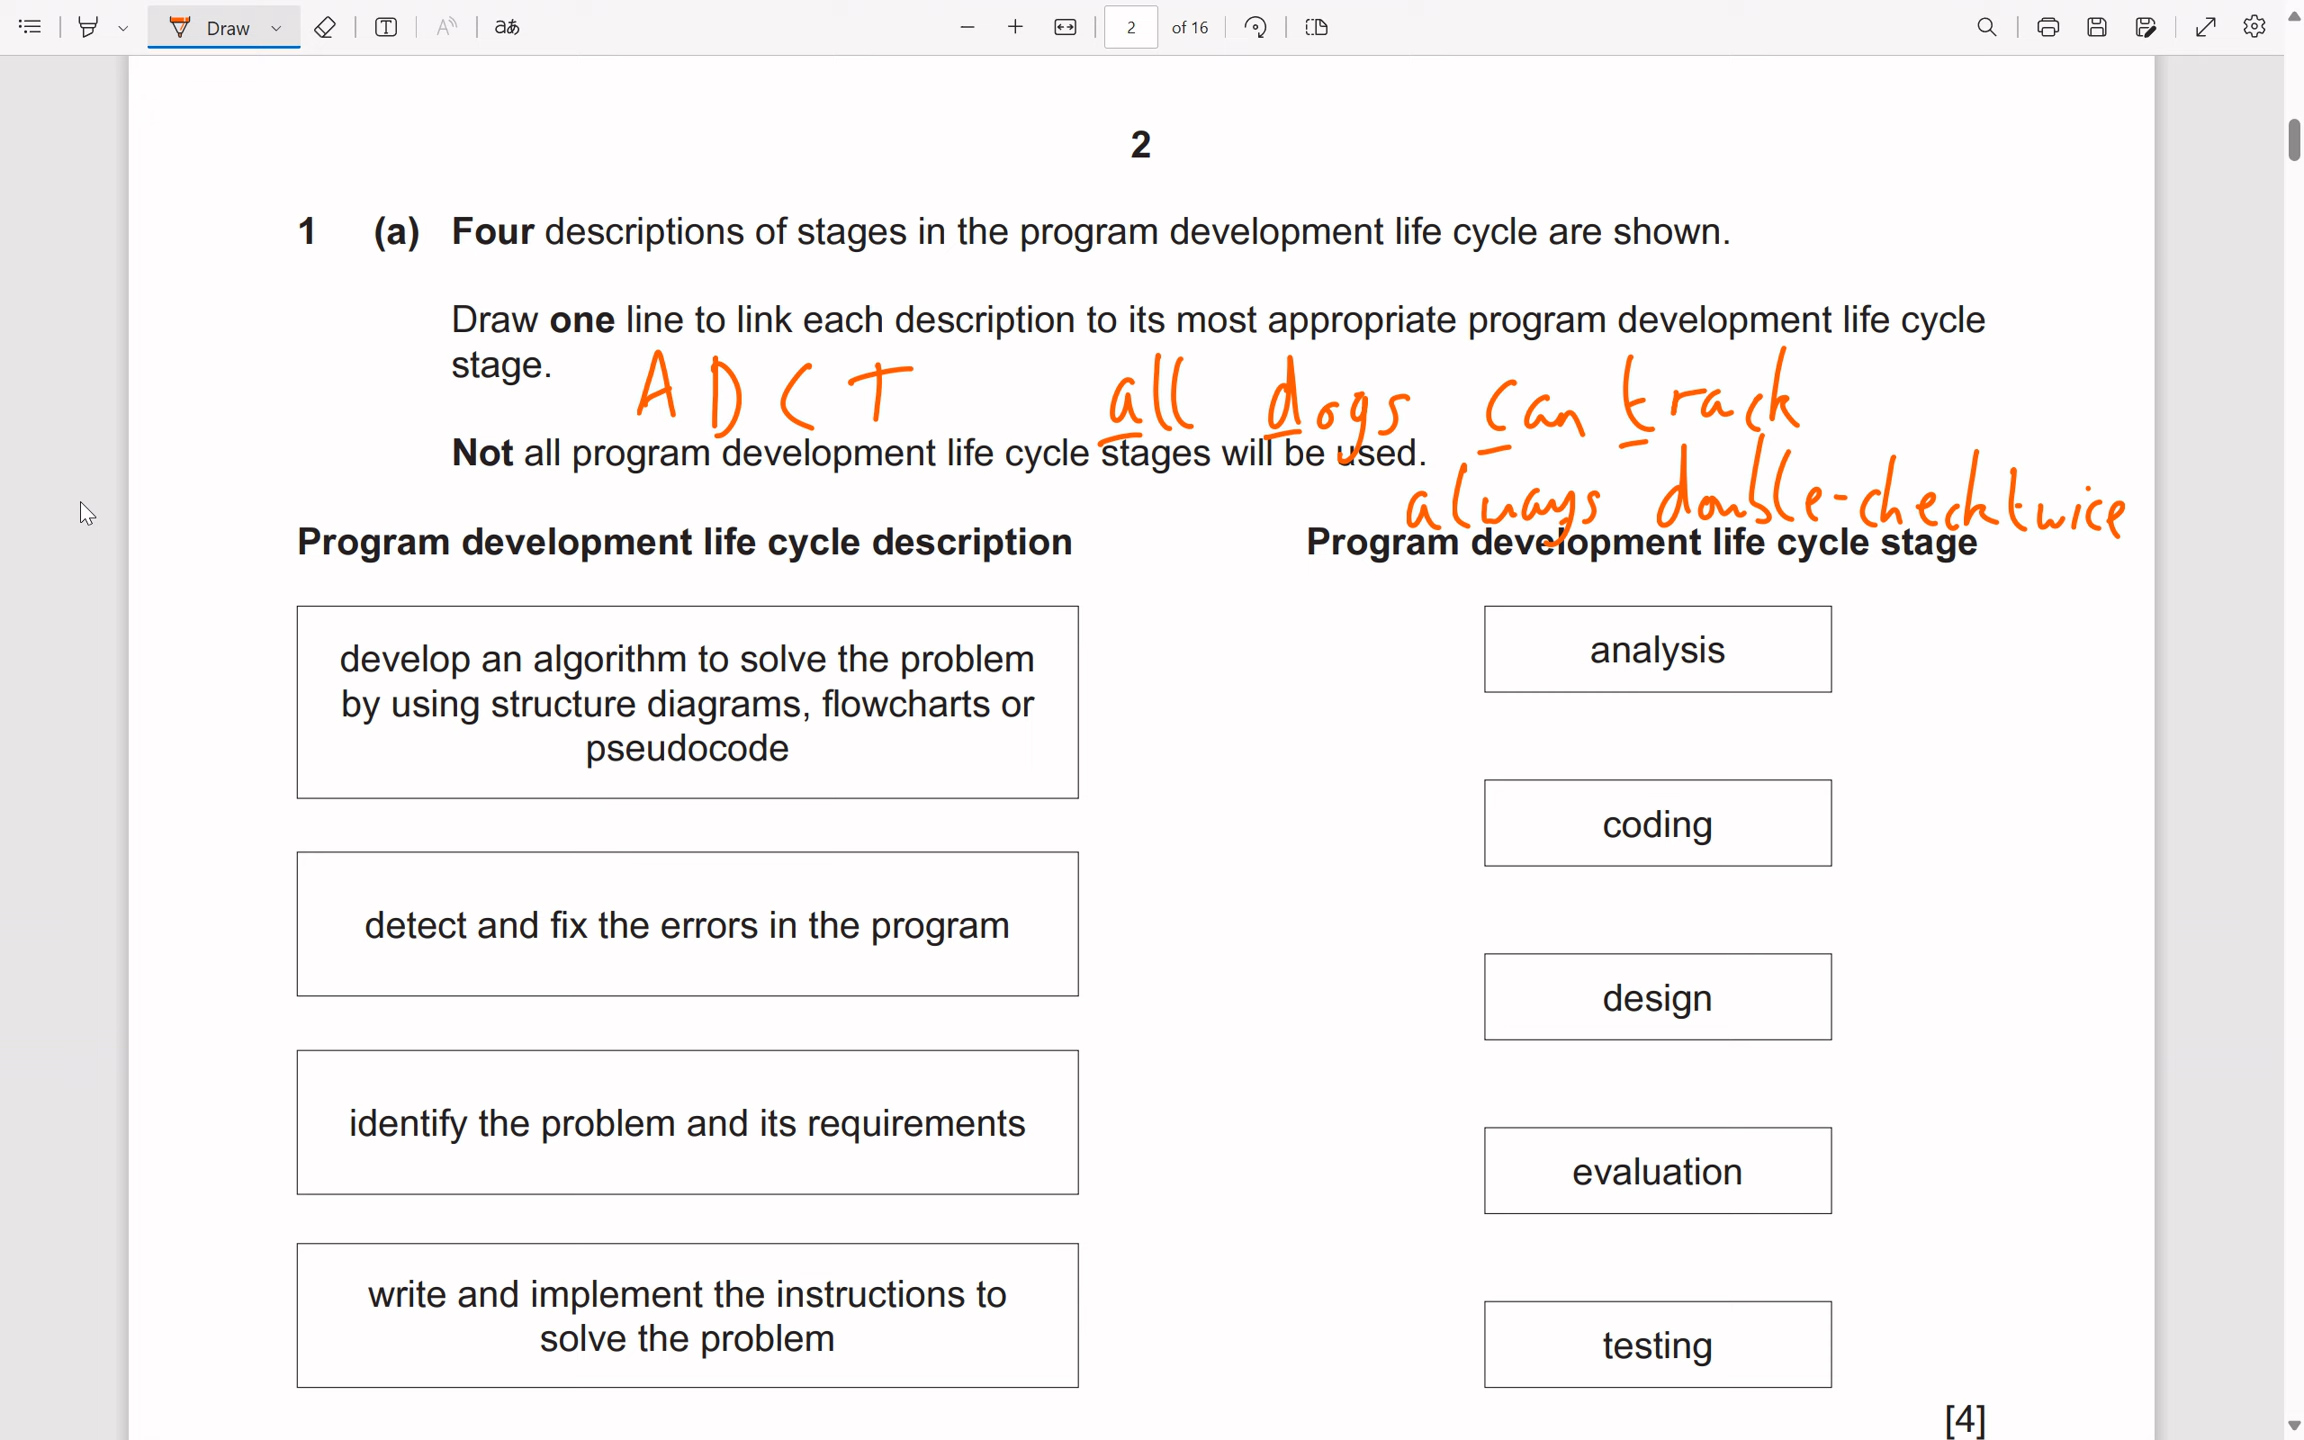 Draw
2
of 16
2
1 (a) Four descriptions of stages in the program development life cycle are shown.
Draw one line to link each description to its most appropriate program development life cycle
stage.
A D C T all dogs can track
Not all program development life cycle stages will be used.
always double-check twice
Program development life cycle description
Program development life cycle stage
develop an algorithm to solve the problem
by using structure diagrams, flowcharts or
pseudocode
detect and fix the errors in the program
identify the problem and its requirements
write and implement the instructions to
solve the problem
analysis
coding
design
evaluation
testing
[4]